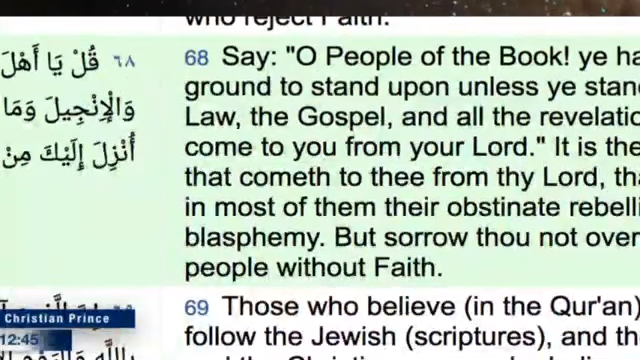 who reject Faith.
٦٨ قُلْ يَا أَهْلَ
وَالْإِنْجِيلَ وَمَا
أُنْزِلَ إِلَيْكَ مِنْ
68 Say: "O People of the Book! ye ha
ground to stand upon unless ye stan
Law, the Gospel, and all the revelatio
come to you from your Lord." It is the
that cometh to thee from thy Lord, tha
in most of them their obstinate rebelli
blasphemy. But sorrow thou not over
people without Faith.
69 Those who believe (in the Qur'an)
follow the Jewish (scriptures), and th
Christian Prince
12:45